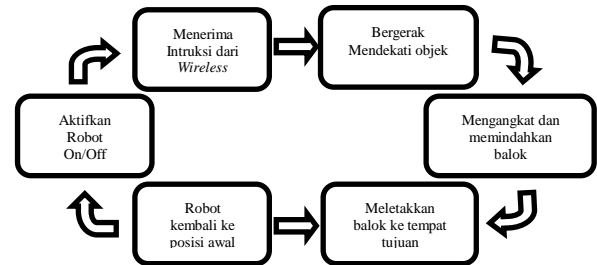 Menerima
Intruksi dari
Wireless
Bergerak
Mendekati objek
Mengangkat dan
memindahkan
balok
Meletakkan
balok ke tempat
tujuan
Robot
kembali ke
posisi awal
Aktifkan
Robot
On/Off